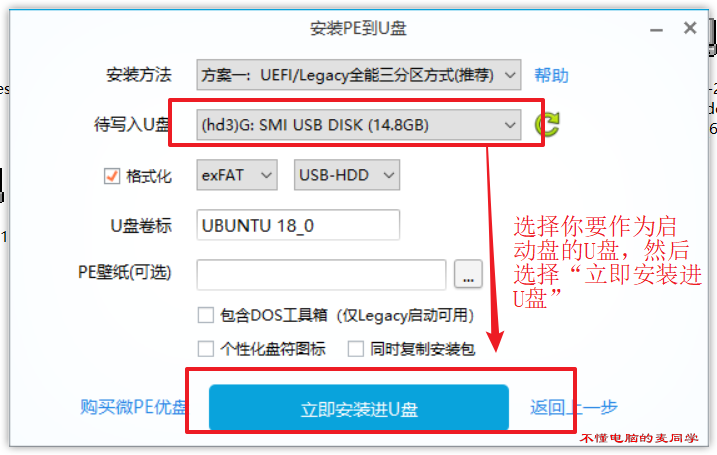 安装PE到U盘
安装方法 方案一：UEFI/Legacy全能三分区方式(推荐) 帮助
待写入U盘 (hd3)G: SMI USB DISK (14.8GB)
格式化 exFAT USB-HDD
U盘卷标 UBUNTU 18_0
PE壁纸(可选) ...
选择你要作为启
动盘的U盘，然后
选择“立即安装进
U盘”
包含DOS工具箱（仅Legacy启动可用）
个性化盘符图标 同时复制安装包
购买微PE优盘 立即安装进U盘 返回上一步
不懂电脑的麦同学